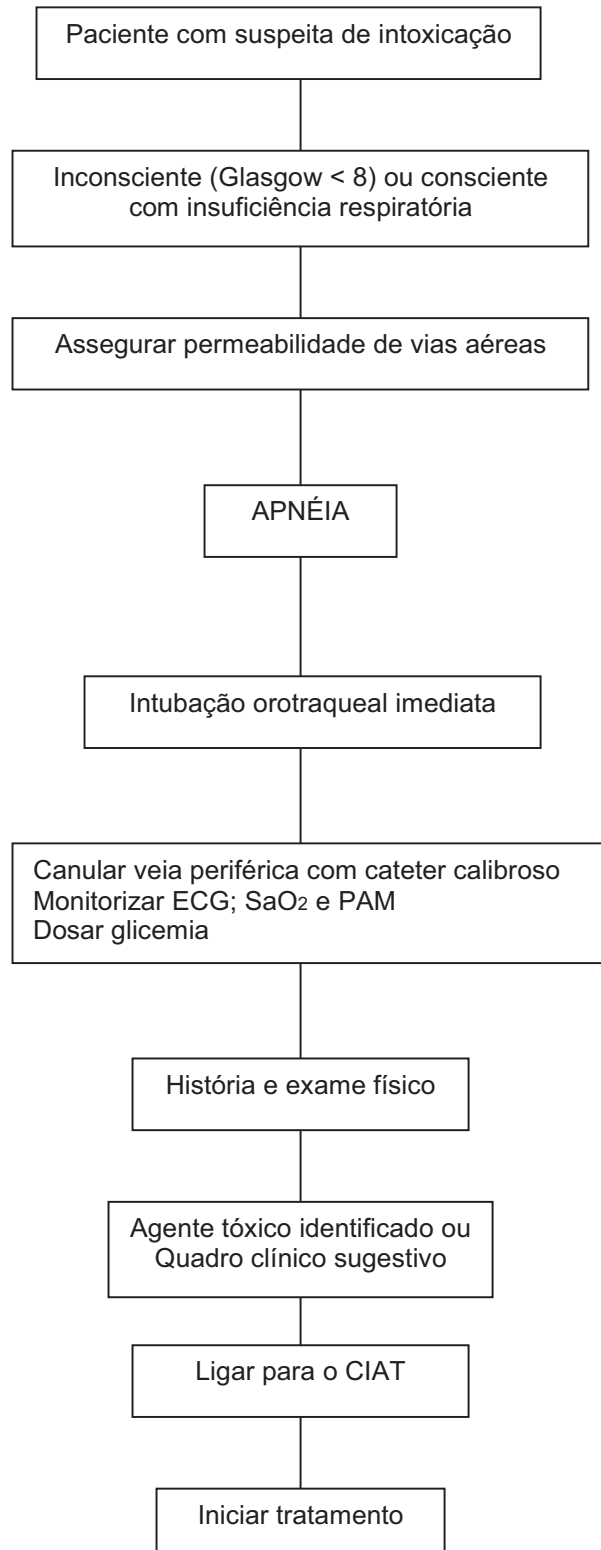 Paciente com suspeita de intoxicação
Inconsciente (Glasgow < 8) ou consciente
com insuficiência respiratória
Assegurar permeabilidade de vias aéreas
APNÉIA
Intubação orotraqueal imediata
Canular veia periférica com cateter calibroso
Monitorizar ECG; SaO2 e PAM
Dosar glicemia
História e exame físico
Agente tóxico identificado ou
Quadro clínico sugestivo
Ligar para o CIAT
Iniciar tratamento